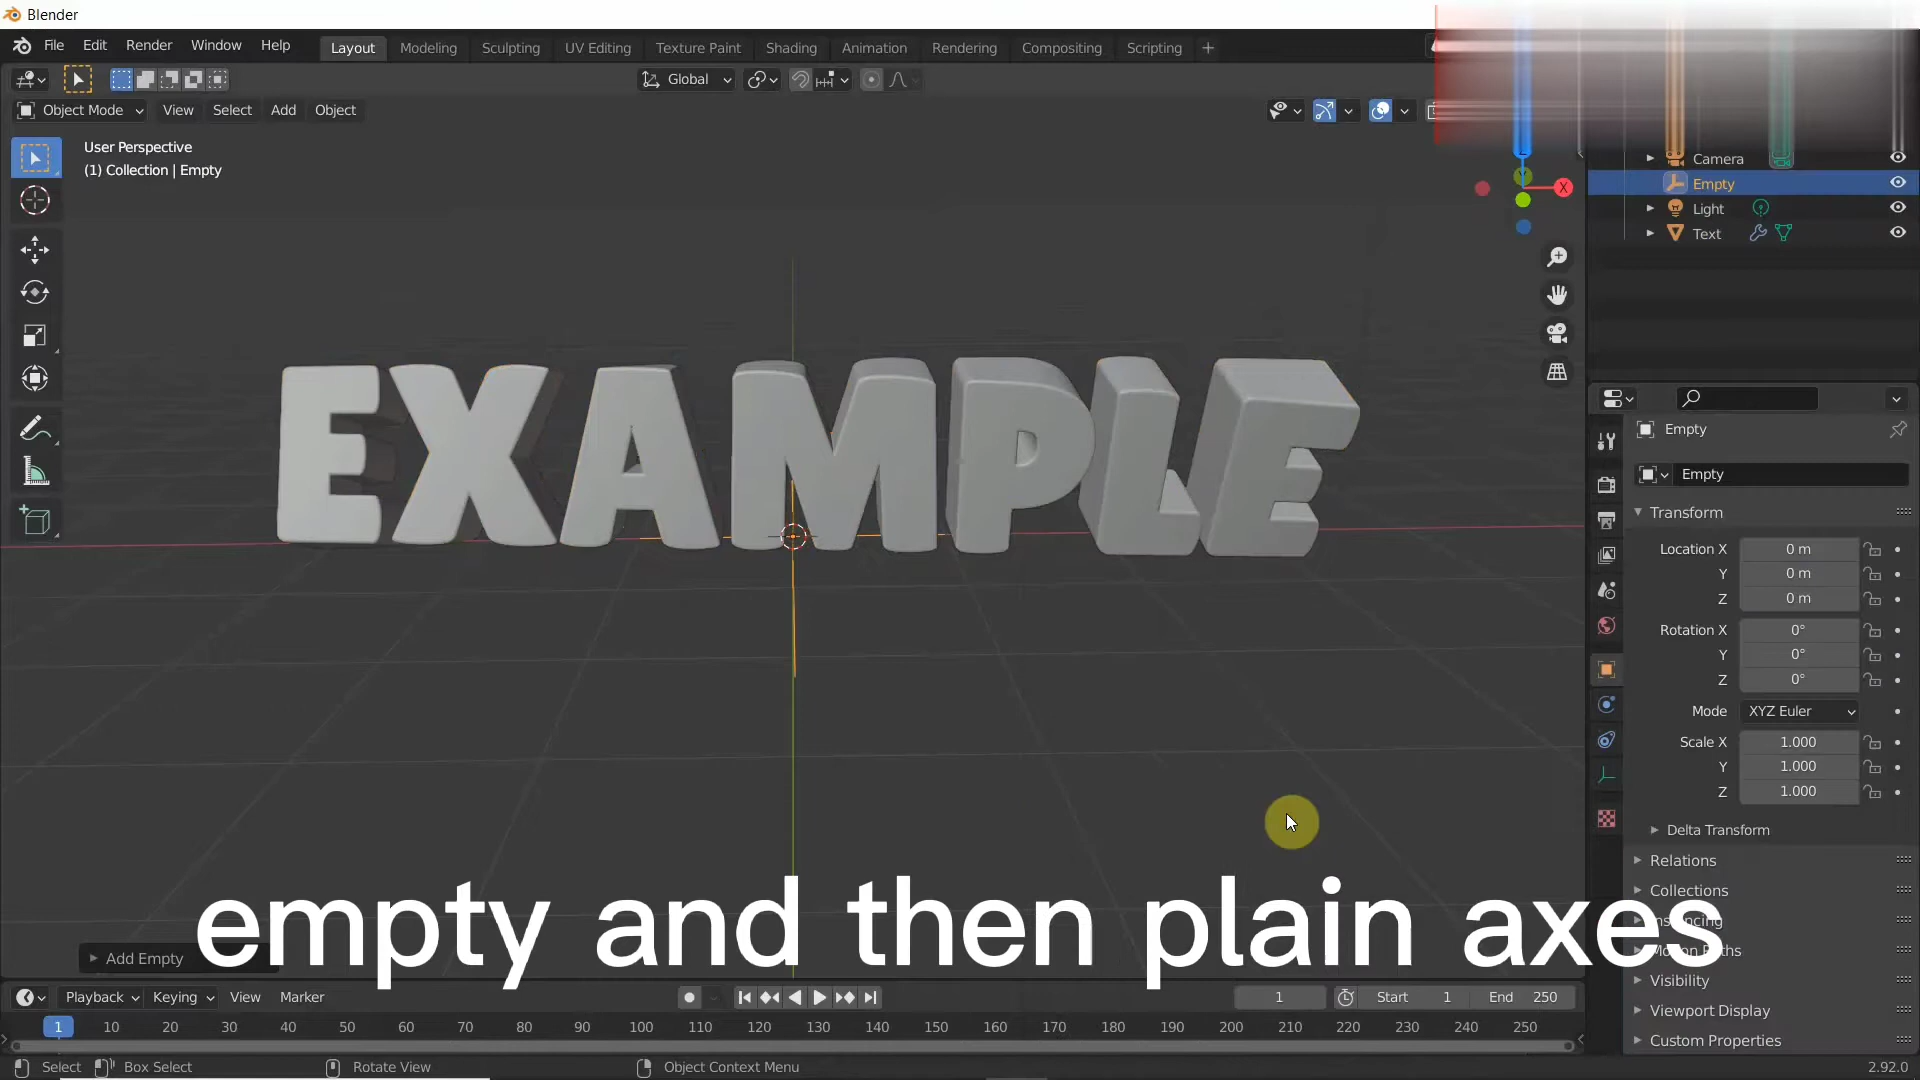 Blender
File Edit Render Window Help
Layout Modeling Sculpting UV Editing Texture Paint Shading Animation Rendering Compositing Scripting +
Global
Object Mode View Select Add Object
User Perspective
(1) Collection | Empty
X
Camera
Empty
Light
Text
EXAMPLE
Empty
Empty
Transform
Location X 0 m
Y 0 m
Z 0 m
Rotation X 0°
Y 0°
Z 0°
Mode XYZ Euler
Scale X 1.000
Y 1.000
Z 1.000
Delta Transform
Relations
Collections
Instancing
Motion Paths
Visibility
Viewport Display
Custom Properties
empty and then plain axes
Add Empty
Playback Keying View Marker 1 Start 1 End 250
1 10 20 30 40 50 60 70 80 90 100 110 120 130 140 150 160 170 180 190 200 210 220 230 240 250
Select Box Select Rotate View Object Context Menu 2.92.0